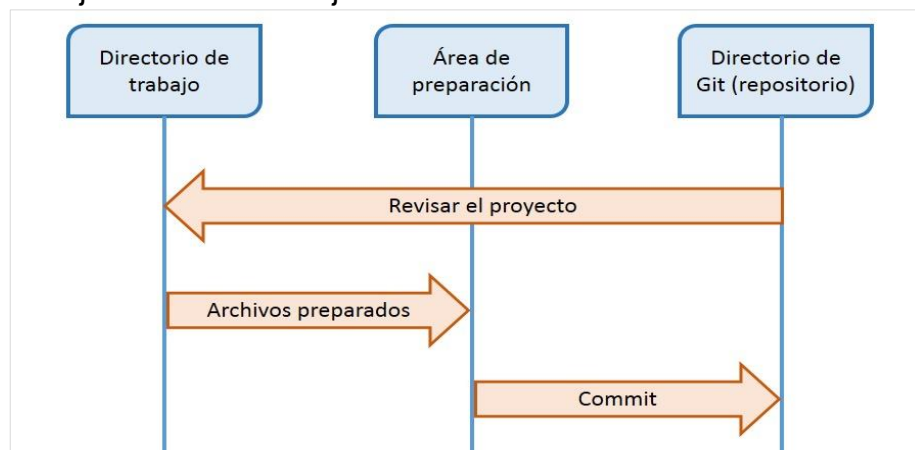 Directorio de
trabajo
Área de
preparación
Directorio de
Git (repositorio)
Revisar el proyecto
Archivos preparados
Commit